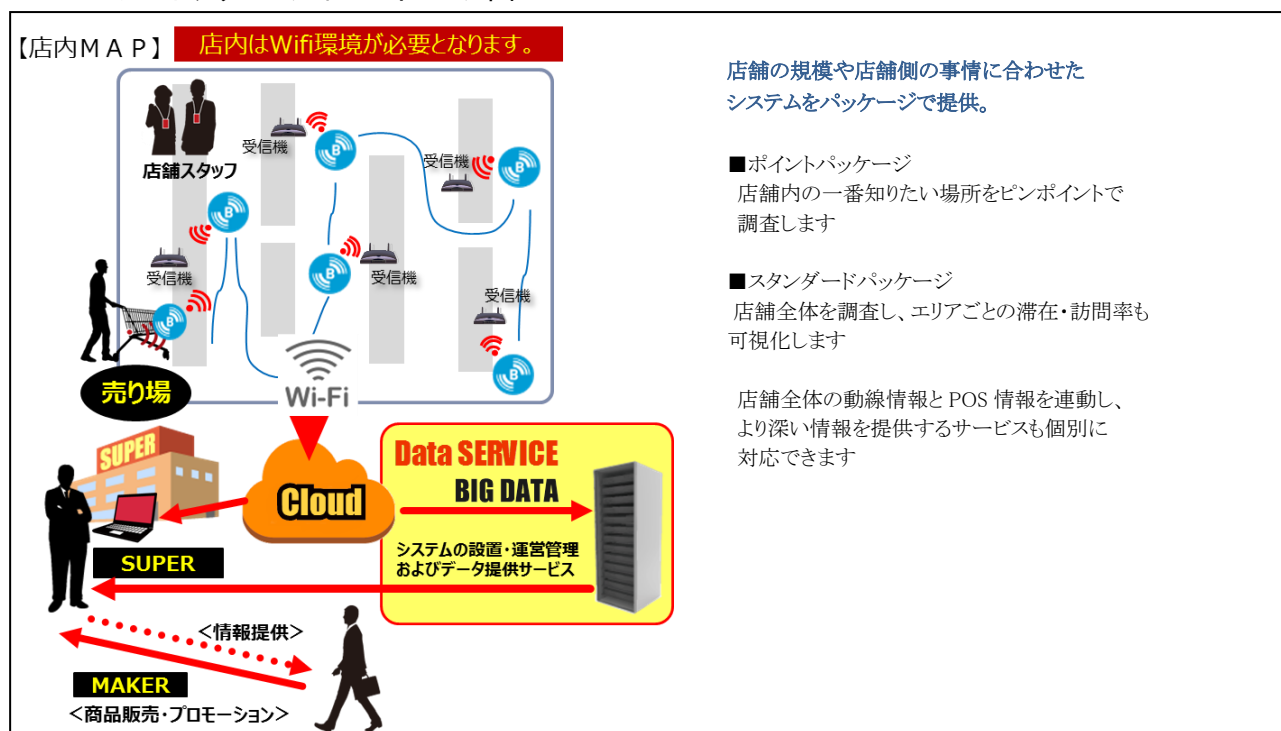 【店内ＭＡＰ】
店内はWifi環境が必要となります。
店舗スタッフ
受信機
受信機
受信機
受信機
受信機
B
B
B
B
B
B
Wi-Fi
売り場
SUPER
Cloud
Data SERVICE
BIG DATA
システムの設置・運営管理
およびデータ提供サービス
SUPER
＜情報提供＞
MAKER
＜商品販売・プロモーション＞
店舗の規模や店舗側の事情に合わせた
システムをパッケージで提供。
■ポイントパッケージ
店舗内の一番知りたい場所をピンポイントで
調査します
■スタンダードパッケージ
店舗全体を調査し、エリアごとの滞在・訪問率も
可視化します
店舗全体の動線情報と POS 情報を連動し、
より深い情報を提供するサービスも個別に
対応できます